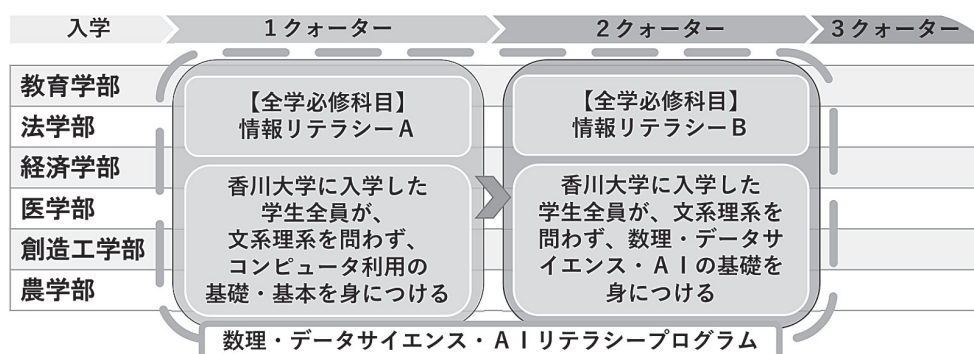 入学
1クォーター
2クォーター
3クォーター
教育学部
法学部
経済学部
医学部
創造工学部
農学部
【全学必修科目】
情報リテラシーA
香川大学に入学した
学生全員が、
文系理系を問わず、
コンピュータ利用の
基礎・基本を身につける
【全学必修科目】
情報リテラシーB
香川大学に入学した
学生全員が、文系理系を
問わず、数理・データサ
イエンス・AIの基礎を
身につける
数理・データサイエンス・AIリテラシープログラム